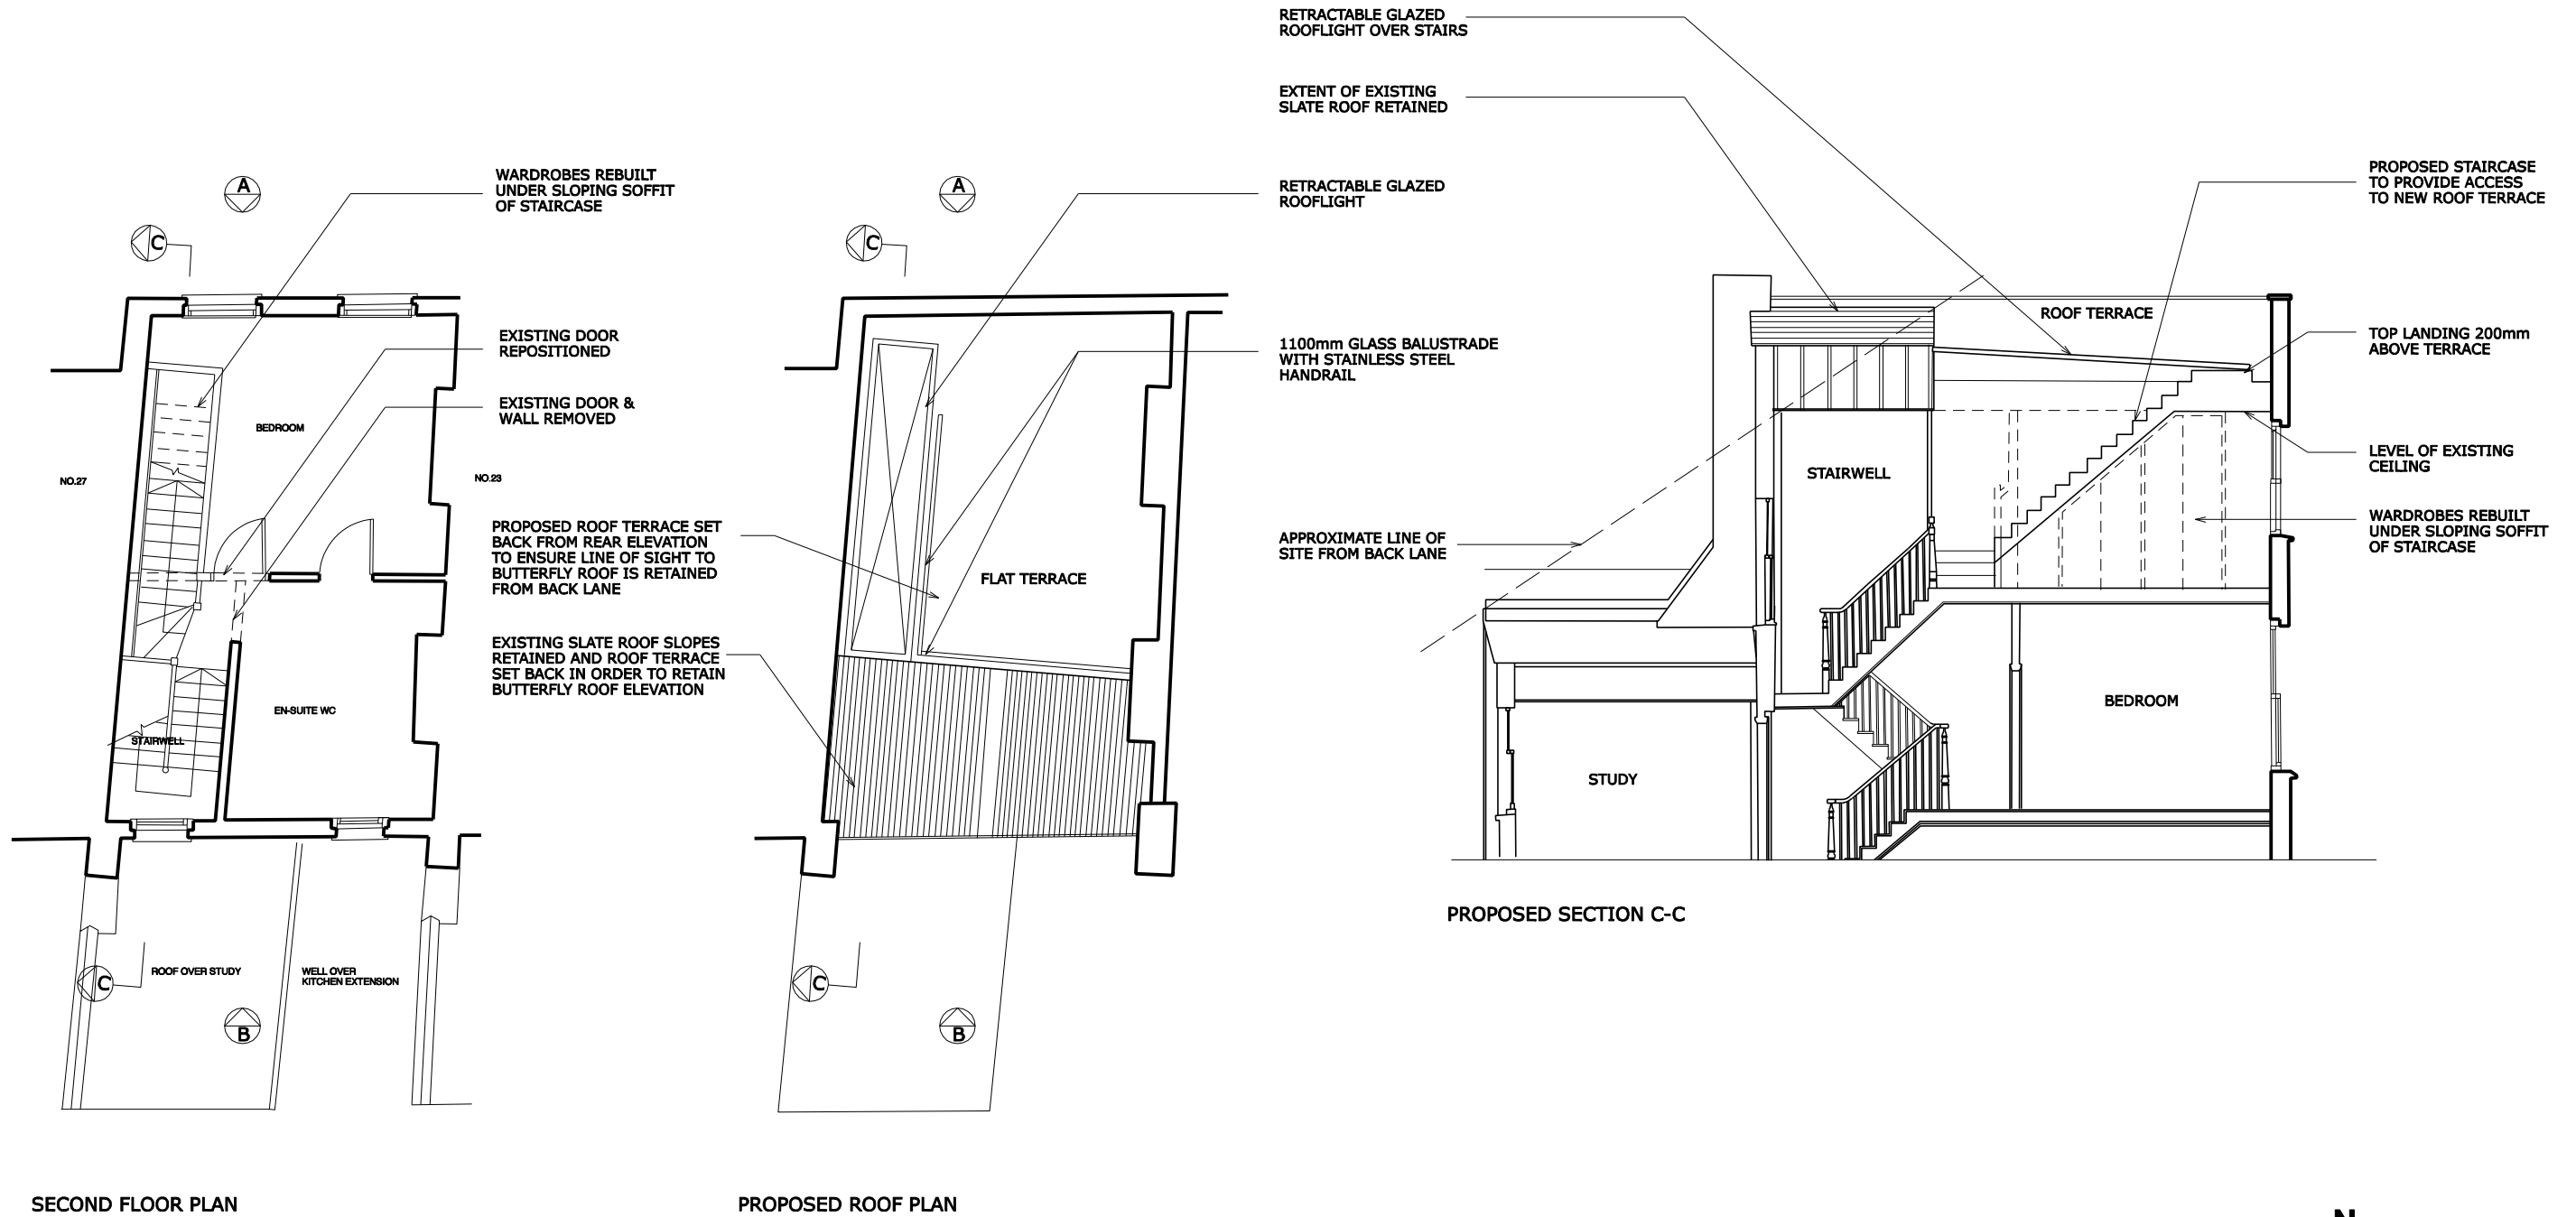 RETRACTABLE GLAZED
ROOFLIGHT OVER STAIRS
EXTENT OF EXISTING
SLATE ROOF RETAINED
RETRACTABLE GLAZED
ROOFLIGHT
1100mm GLASS BALUSTRADE
WITH STAINLESS STEEL
HANDRAIL
APPROXIMATE LINE OF
SITE FROM BACK LANE
WARDROBES REBUILT
UNDER SLOPING SOFFIT
OF STAIRCASE
EXISTING DOOR
REPOSITIONED
EXISTING DOOR &
WALL REMOVED
PROPOSED ROOF TERRACE SET
BACK FROM REAR ELEVATION
TO ENSURE LINE OF SIGHT TO
BUTTERFLY ROOF IS RETAINED
FROM BACK LANE
EXISTING SLATE ROOF SLOPES
RETAINED AND ROOF TERRACE
SET BACK IN ORDER TO RETAIN
BUTTERFLY ROOF ELEVATION
A
C
BEDROOM
NO.27
NO.23
EN-SUITE WC
STAIRWELL
ROOF OVER STUDY
WELL OVER
KITCHEN EXTENSION
C
B
SECOND FLOOR PLAN
A
C
FLAT TERRACE
C
B
PROPOSED ROOF PLAN
ROOF TERRACE
STAIRWELL
BEDROOM
STUDY
PROPOSED SECTION C-C
PROPOSED STAIRCASE
TO PROVIDE ACCESS
TO NEW ROOF TERRACE
TOP LANDING 200mm
ABOVE TERRACE
LEVEL OF EXISTING
CEILING
WARDROBES REBUILT
UNDER SLOPING SOFFIT
OF STAIRCASE
N